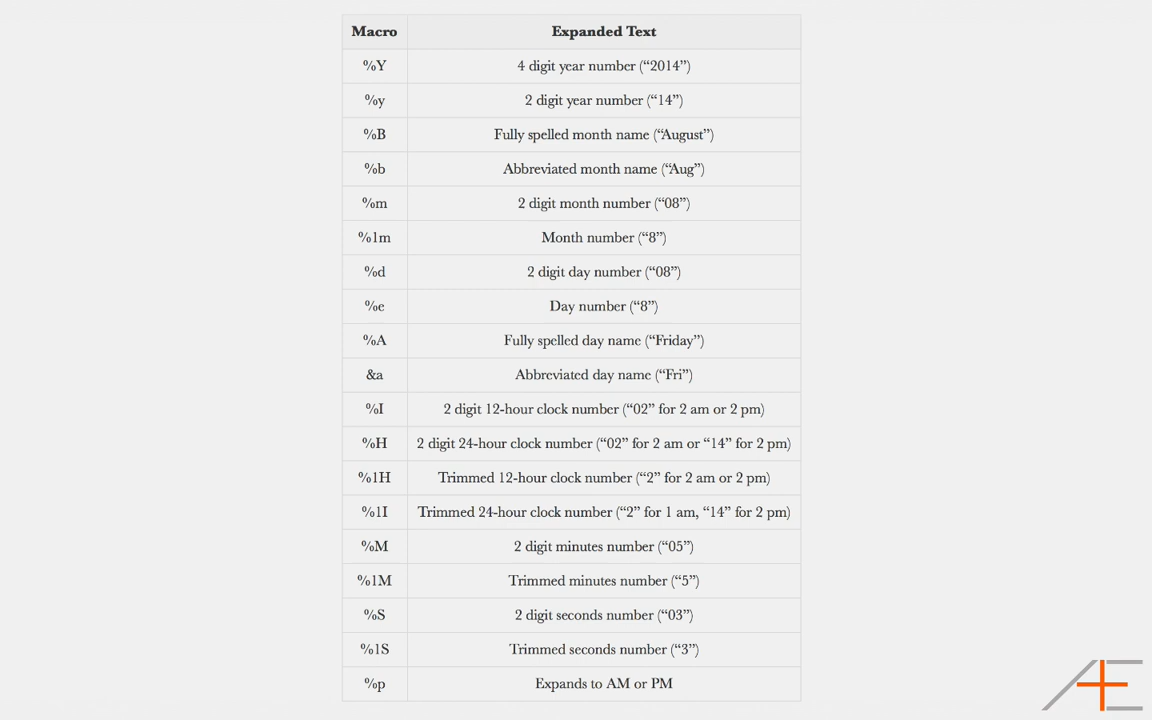 Macro Expanded Text
%Y 4 digit year number (“2014”)
%y 2 digit year number (“14”)
%B Fully spelled month name (“August”)
%b Abbreviated month name (“Aug”)
%m 2 digit month number (“08”)
%1m Month number (“8”)
%d 2 digit day number (“08”)
%e Day number (“8”)
%A Fully spelled day name (“Friday”)
&a Abbreviated day name (“Fri”)
%I 2 digit 12-hour clock number (“02” for 2 am or 2 pm)
%H 2 digit 24-hour clock number (“02” for 2 am or “14” for 2 pm)
%1H Trimmed 12-hour clock number (“2” for 2 am or 2 pm)
%1I Trimmed 24-hour clock number (“2” for 1 am, “14” for 2 pm)
%M 2 digit minutes number (“05”)
%1M Trimmed minutes number (“5”)
%S 2 digit seconds number (“03”)
%1S Trimmed seconds number (“3”)
%p Expands to AM or PM
AE